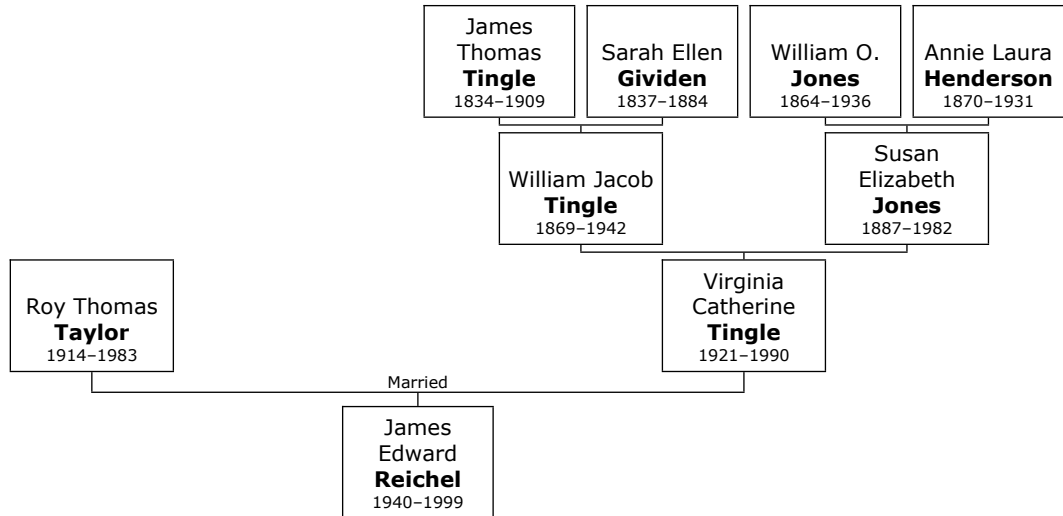 James
Thomas
Tingle
1834–1909
Sarah Ellen
Gividen
1837–1884
William O.
Jones
1864–1936
Annie Laura
Henderson
1870–1931
William Jacob
Tingle
1869–1942
Susan
Elizabeth
Jones
1887–1982
Roy Thomas
Taylor
1914–1983
Virginia
Catherine
Tingle
1921–1990
Married
James
Edward
Reichel
1940–1999